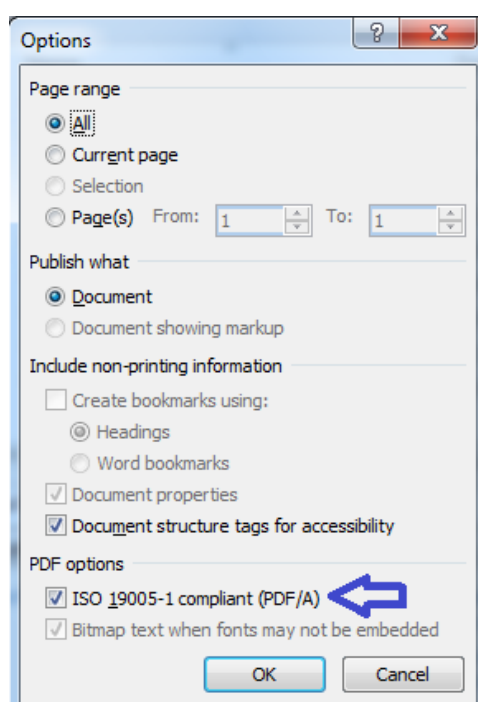 Options
Page range
All
Current page
Selection
Page(s) From: 1 To: 1
Publish what
Document
Document showing markup
Include non-printing information
Create bookmarks using:
Headings
Word bookmarks
Document properties
Document structure tags for accessibility
PDF options
ISO 19005-1 compliant (PDF/A)
Bitmap text when fonts may not be embedded
OK Cancel